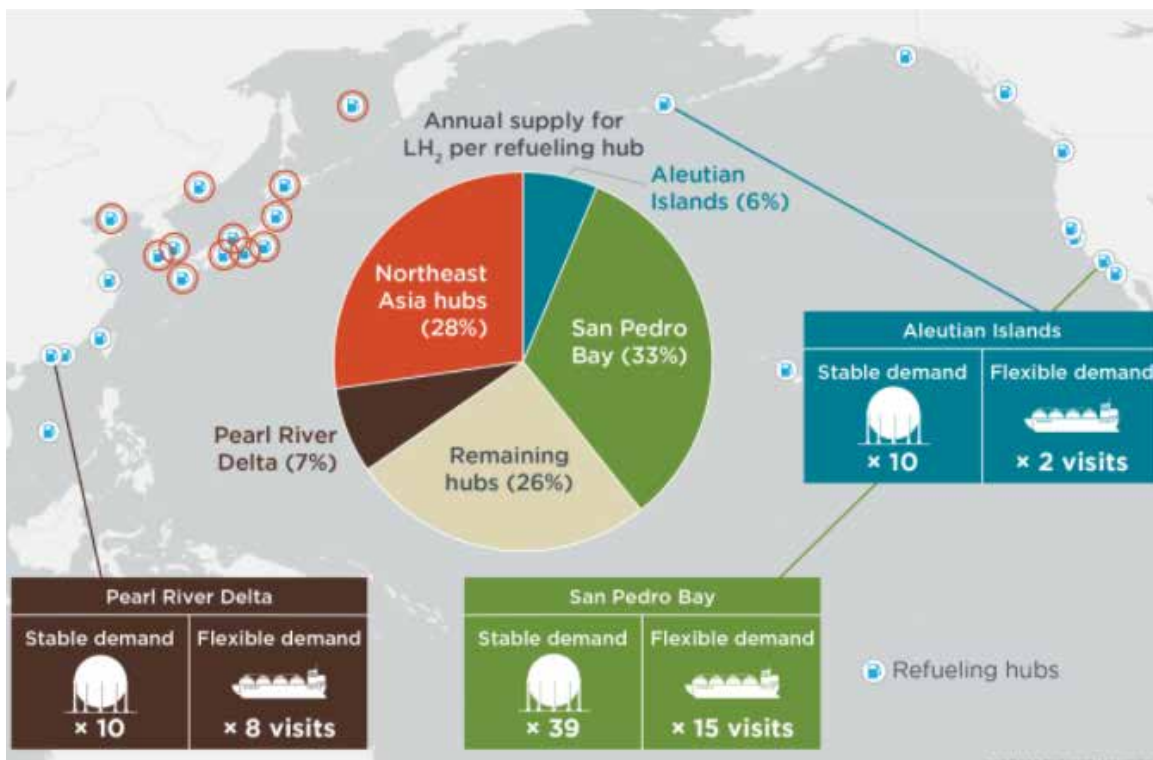 Annual supply for
LH₂ per refueling hub
Aleutian
Islands (6%)
Northeast
Asia hubs
(28%)
San Pedro
Bay (33%)
Pearl River
Delta (7%)
Remaining
hubs (26%)
Aleutian Islands
Stable demand
Flexible demand
× 10
× 2 visits
Pearl River Delta
Stable demand
Flexible demand
× 10
× 8 visits
San Pedro Bay
Stable demand
Flexible demand
× 39
× 15 visits
Refueling hubs